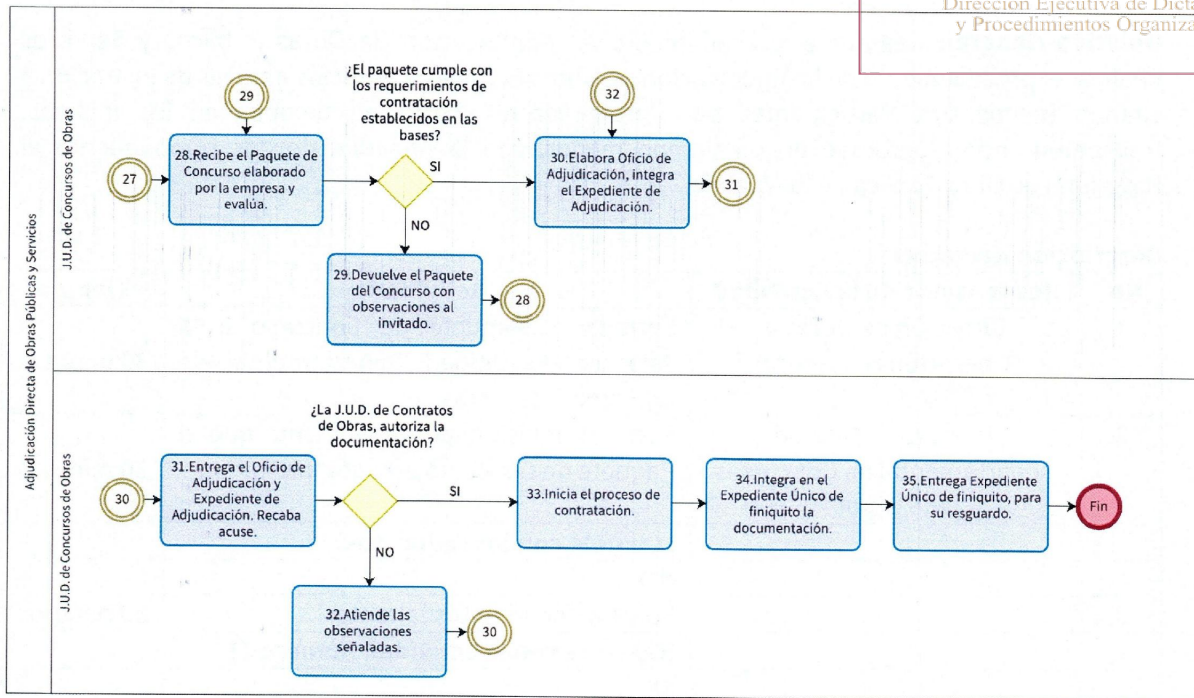 Dirección Ejecutiva de Dicta
y Procedimientos Organiza
Adjudicación Directa de Obras Públicas y Servicios
J.U.D. de Concursos de Obras
27
29
28.Recibe el Paquete de
Concurso elaborado
por la empresa y
evalúa.
¿El paquete cumple con
los requerimientos de
contratación
establecidos en las
bases?
SI
NO
29.Devuelve el Paquete
del Concurso con
observaciones al
invitado.
28
32
30.Elabora Oficio de
Adjudicación, integra
el Expediente de
Adjudicación.
31
J.U.D. de Concursos de Obras
30
31.Entrega el Oficio de
Adjudicación y
Expediente de
Adjudicación. Recaba
acuse.
¿La J.U.D. de Contratos
de Obras, autoriza la
documentación?
SI
NO
32.Atiende las
observaciones
señaladas.
30
33.Inicia el proceso de
contratación.
34.Integra en el
Expediente Único de
finiquito la
documentación.
35.Entrega Expediente
Único de finiquito, para
su resguardo.
Fin